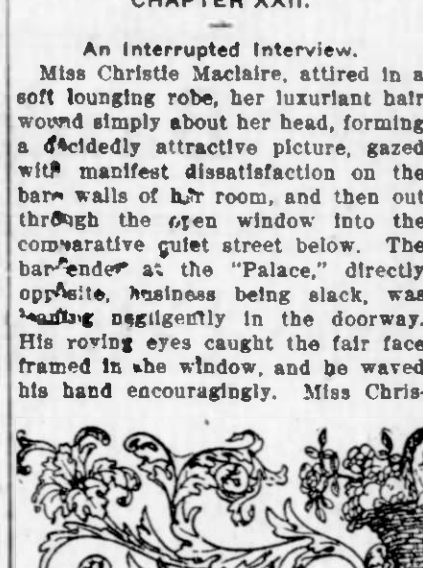 CHAPTER XXII.
An Interrupted Interview.
Miss Christie Maclaire, attired in a
soft lounging robe, her luxuriant hair
wound simply about her head, forming
a decidedly attractive picture, gazed
with manifest dissatisfaction on the
bare walls of her room, and then out
through the open window into the
comparative quiet street below. The
bartender at the "Palace," directly
opposite, business being slack, was
negligently in the doorway.
His roving eyes caught the fair face
framed in the window, and he waved
his hand encouragingly. Miss Chris-